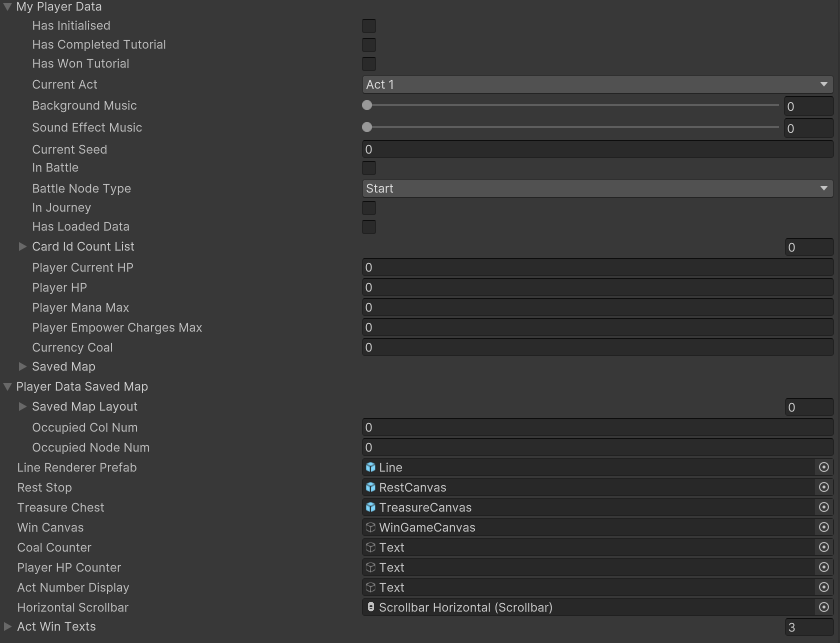 My Player Data
Has Initialised
Has Completed Tutorial
Has Won Tutorial
Current Act Act 1
Background Music 0
Sound Effect Music 0
Current Seed 0
In Battle
Battle Node Type Start
In Journey
Has Loaded Data
Card Id Count List 0
Player Current HP 0
Player HP 0
Player Mana Max 0
Player Empower Charges Max 0
Currency Coal 0
Saved Map
Player Data Saved Map
Saved Map Layout 0
Occupied Col Num 0
Occupied Node Num 0
Line Renderer Prefab Line
Rest Stop RestCanvas
Treasure Chest TreasureCanvas
Win Canvas WinGameCanvas
Coal Counter Text
Player HP Counter Text
Act Number Display Text
Horizontal Scrollbar Scrollbar Horizontal (Scrollbar)
Act Win Texts 3